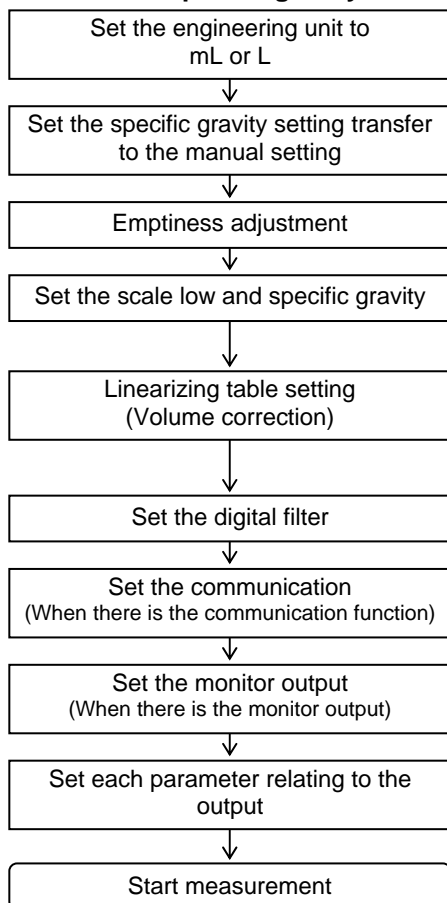 Set the engineering unit to
mL or L
Set the specific gravity setting transfer
to the manual setting
Emptiness adjustment
Set the scale low and specific gravity
Linearizing table setting
(Volume correction)
Set the digital filter
Set the communication
(When there is the communication function)
Set the monitor output
(When there is the monitor output)
Set each parameter relating to the
output
Start measurement